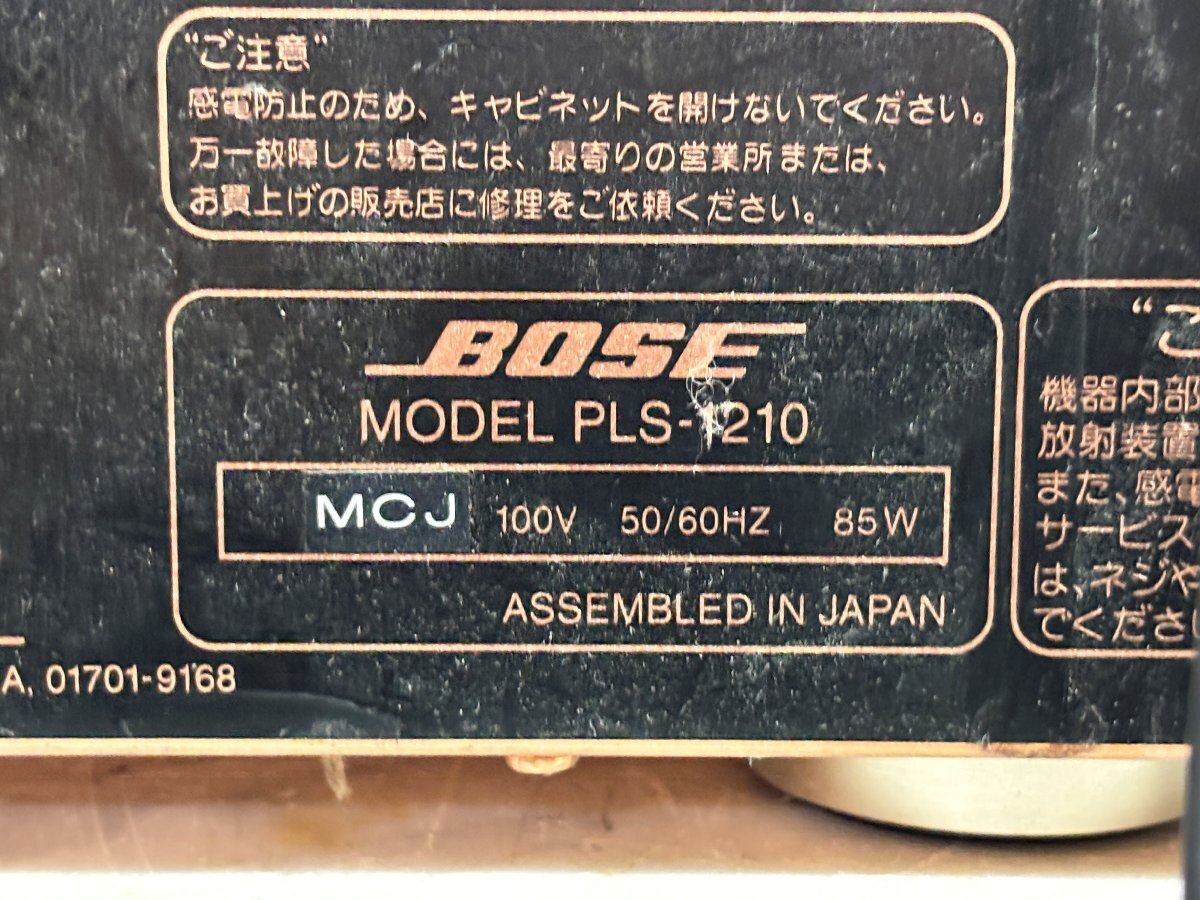 “ご注意”
感電防止のため、キャビネットを開けないでください。
万一故障した場合には、最寄りの営業所または、
お買上げの販売店に修理をご依頼ください。
BOSE
MODEL PLS-1210
MCJ 100V 50/60HZ 85W
ASSEMBLED IN JAPAN
A, 01701-9168
“ご
機器内部
放射装置
また、感電
サービス
は、ネジや
でくださ